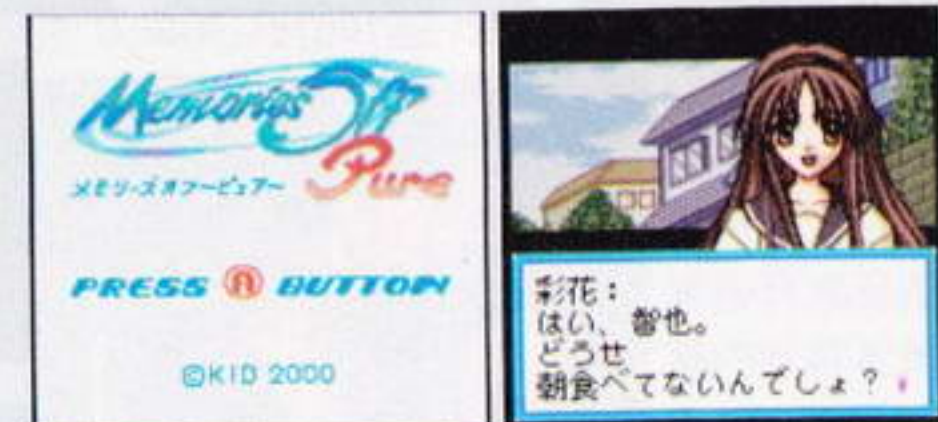 Memories Off
Pure
メモリーズオフ～ピュア～
PRESS A BUTTON
©KID 2000
彩花：
はい、智也。
どうせ
朝食べてないんでしょ？